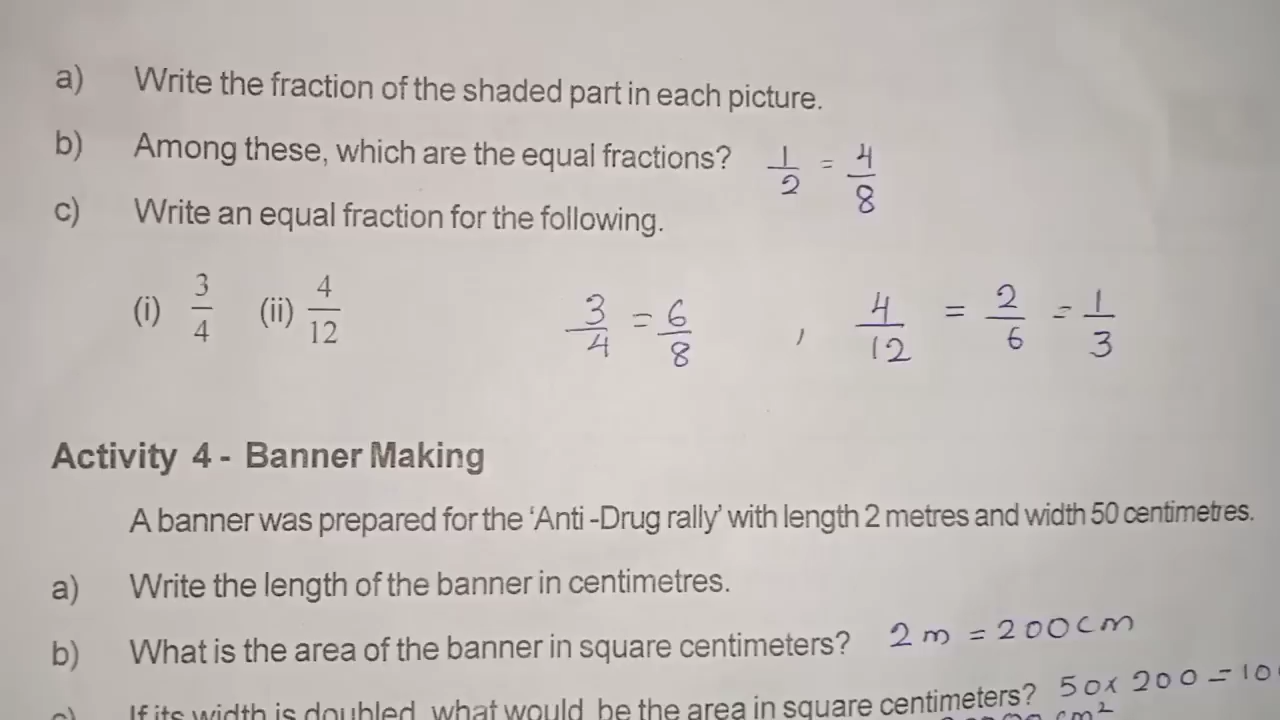 a) Write the fraction of the shaded part in each picture.
b) Among these, which are the equal fractions? 1/2 = 4/8
c) Write an equal fraction for the following.
(i) 3/4 (ii) 4/12 3/4 = 6/8 , 4/12 = 2/6 = 1/3
Activity 4 - Banner Making
A banner was prepared for the ‘Anti -Drug rally’ with length 2 metres and width 50 centimetres.
a) Write the length of the banner in centimetres.
b) What is the area of the banner in square centimeters? 2 m = 200cm
c) If its width is doubled, what would be the area in square centimeters? 50 x 200 = 10
cm²